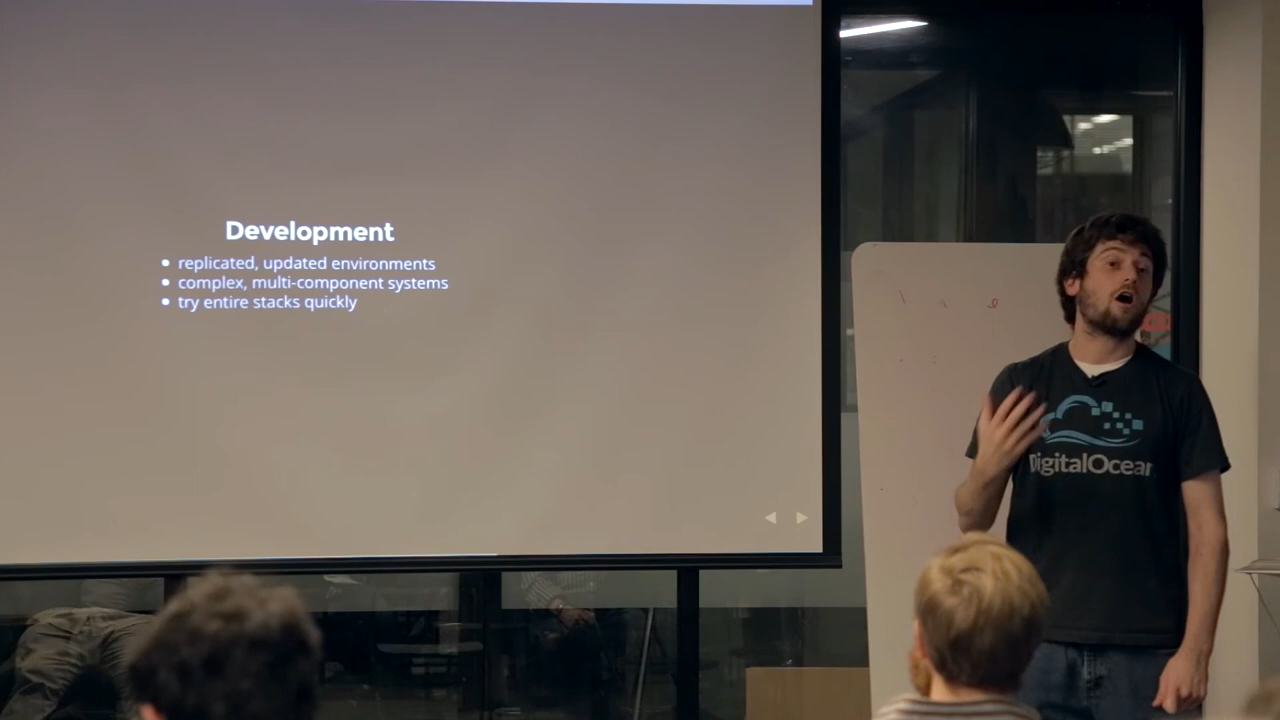 Development
replicated, updated environments
complex, multi-component systems
try entire stacks quickly
DigitalOcean